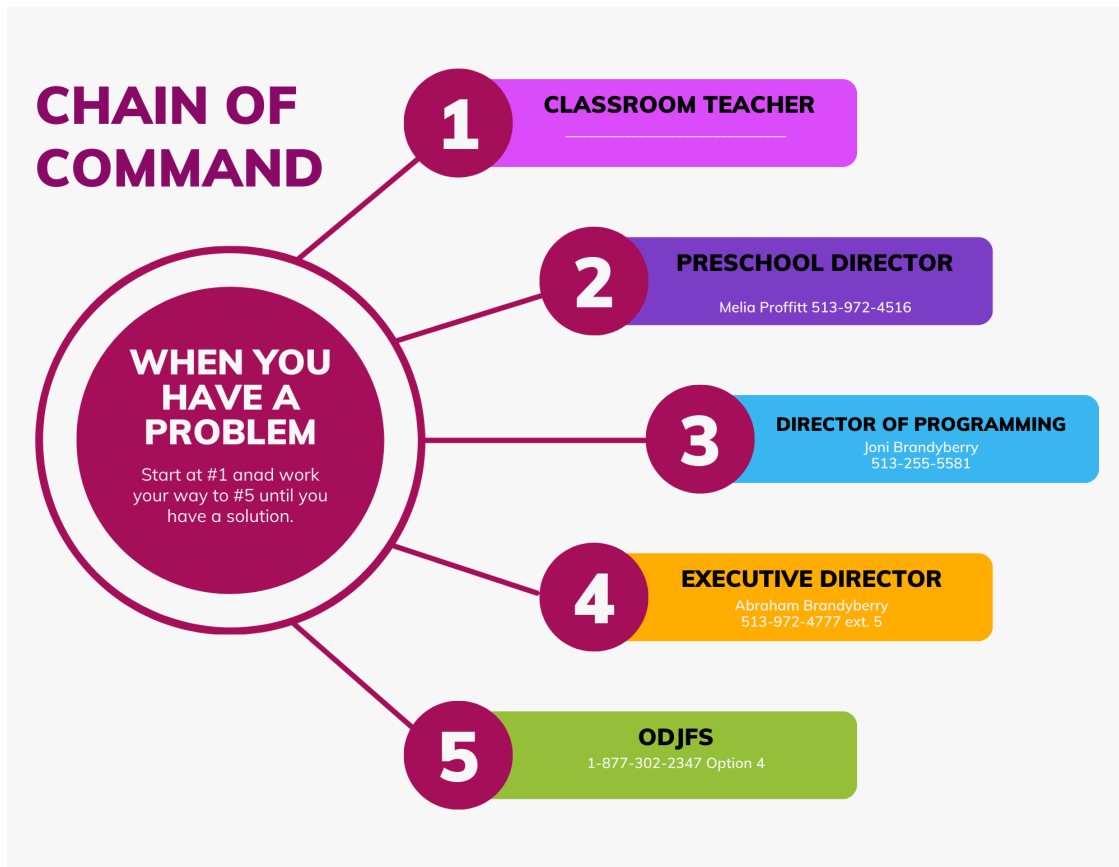 CHAIN OF
COMMAND
WHEN YOU
HAVE A
PROBLEM
Start at #1 anad work
your way to #5 until you
have a solution.
1
CLASSROOM TEACHER
______________________________
2
PRESCHOOL DIRECTOR
Melia Proffitt 513-972-4516
3
DIRECTOR OF PROGRAMMING
Joni Brandyberry
513-255-5581
4
EXECUTIVE DIRECTOR
Abraham Brandyberry
513-972-4777 ext. 5
5
ODJFS
1-877-302-2347 Option 4